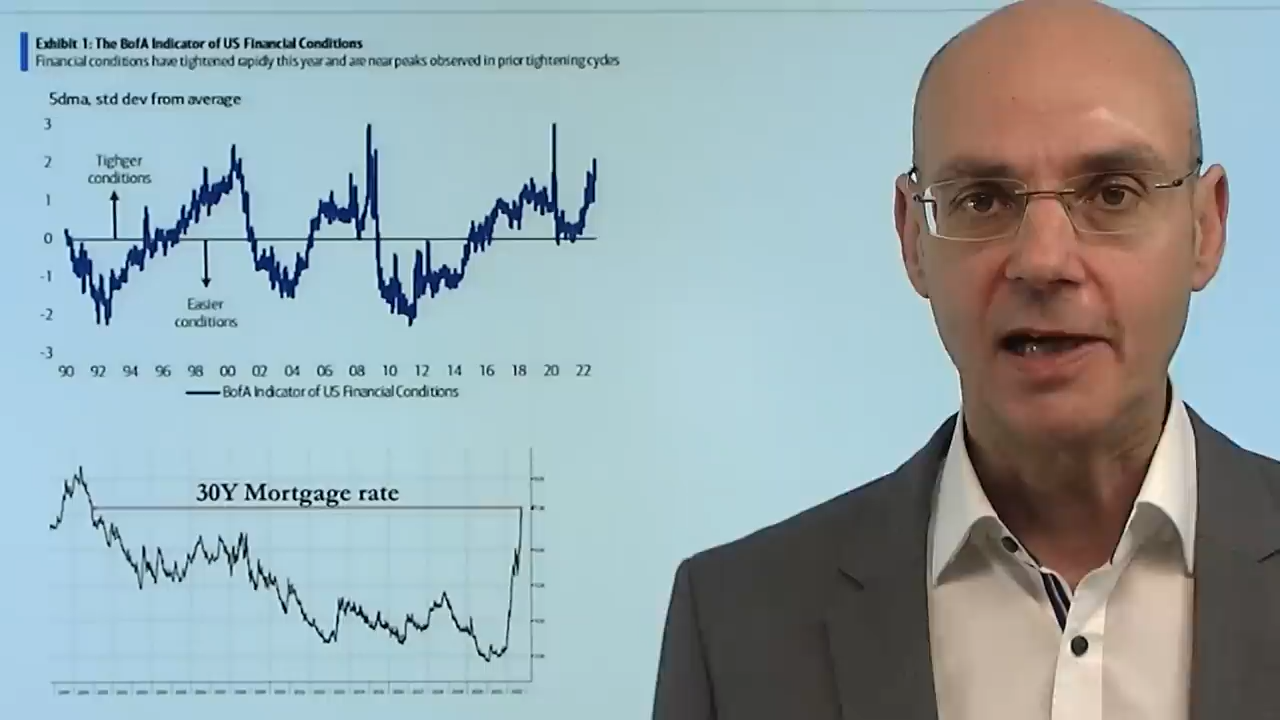 Exhibit 1: The BofA Indicator of US Financial Conditions
Financial conditions have tightened rapidly this year and are near peaks observed in prior tightening cycles
5dma, std dev from average
3
2
1
0
-1
-2
-3
Tighger
conditions
Easier
conditions
90 92 94 96 98 00 02 04 06 08 10 12 14 16 18 20 22
BofA Indicator of US Financial Conditions
30Y Mortgage rate